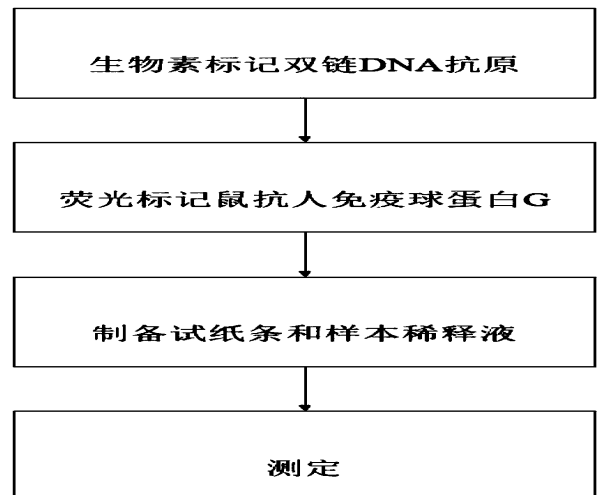 生物素标记双链DNA抗原
荧光标记鼠抗人免疫球蛋白G
制备试纸条和样本稀释液
测定